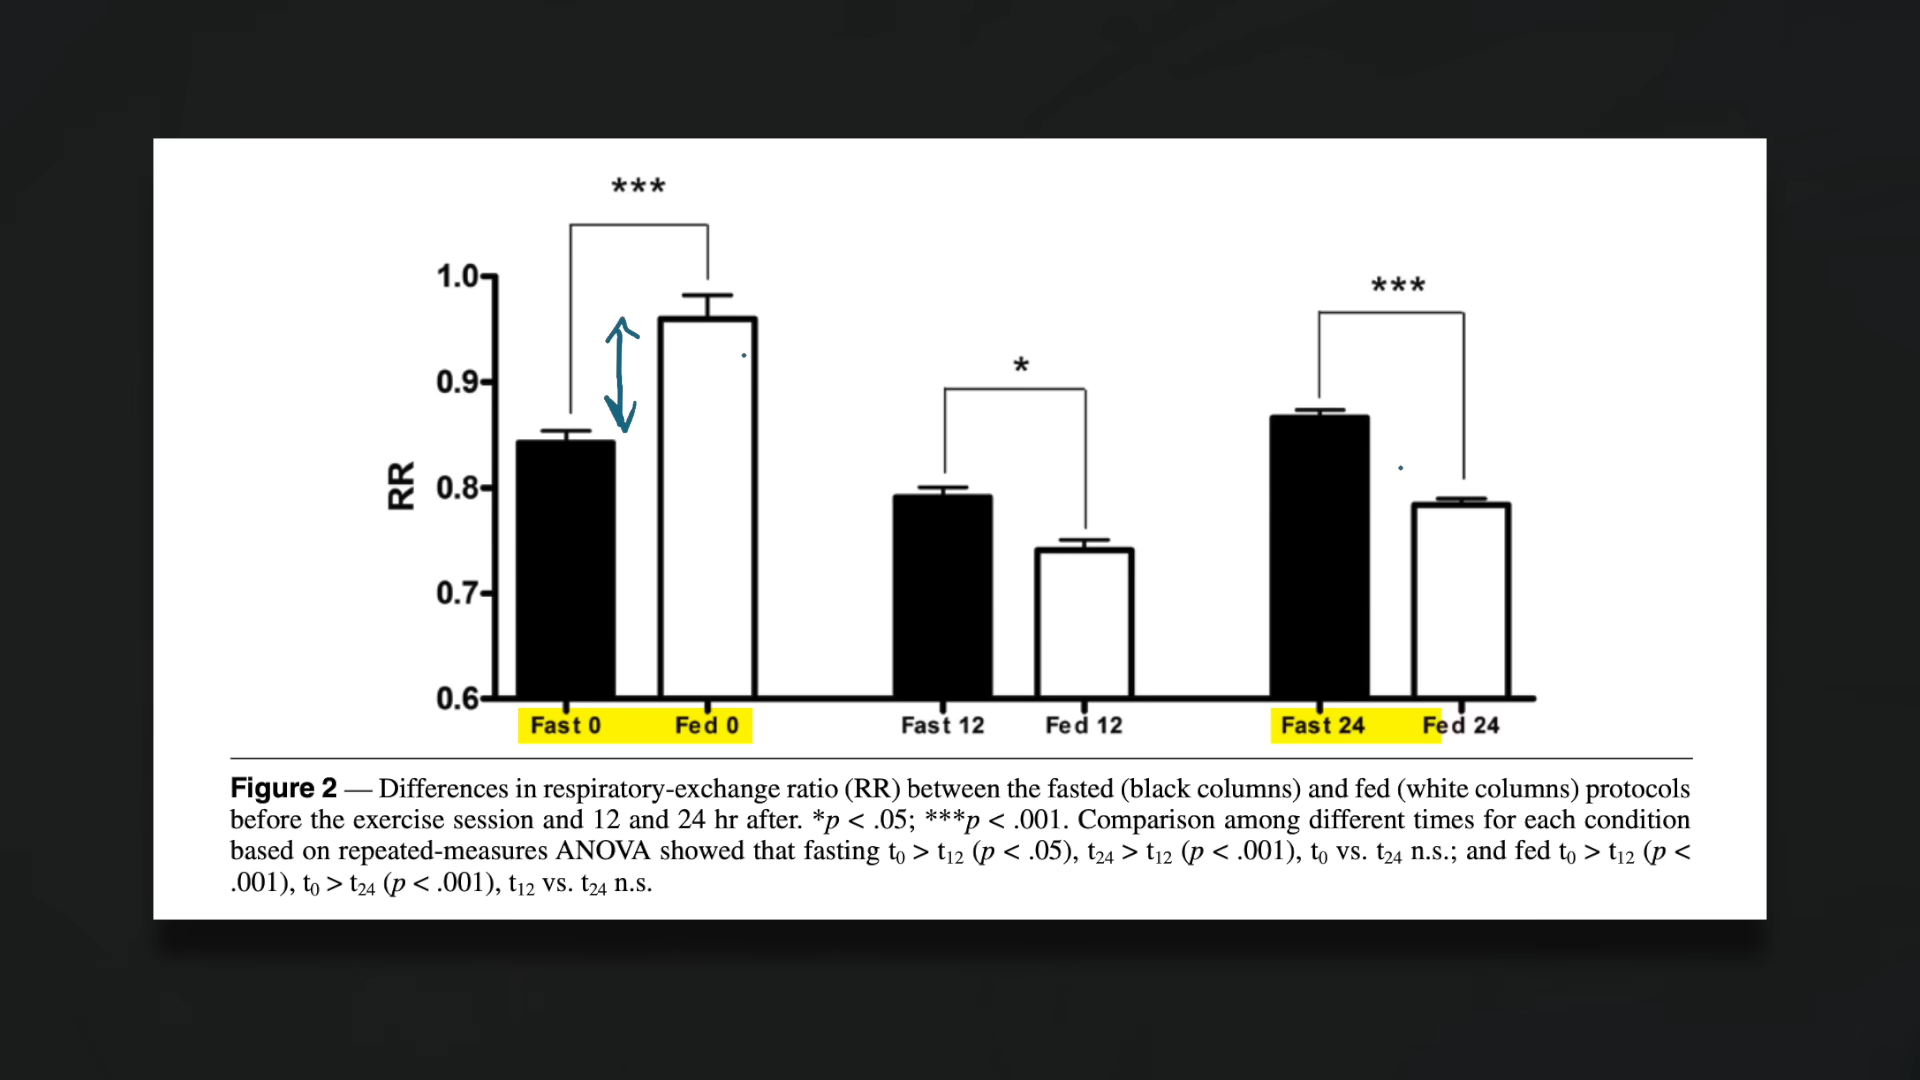 ***
***
*
1.0
0.9
0.8
0.7
0.6
RR
Fast 0 Fed 0 Fast 12 Fed 12 Fast 24 Fed 24
Figure 2 — Differences in respiratory-exchange ratio (RR) between the fasted (black columns) and fed (white columns) protocols
before the exercise session and 12 and 24 hr after. *p < .05; ***p < .001. Comparison among different times for each condition
based on repeated-measures ANOVA showed that fasting t₀ > t₁₂ (p < .05), t₂₄ > t₁₂ (p < .001), t₀ vs. t₂₄ n.s.; and fed t₀ > t₁₂ (p <
.001), t₀ > t₂₄ (p < .001), t₁₂ vs. t₂₄ n.s.